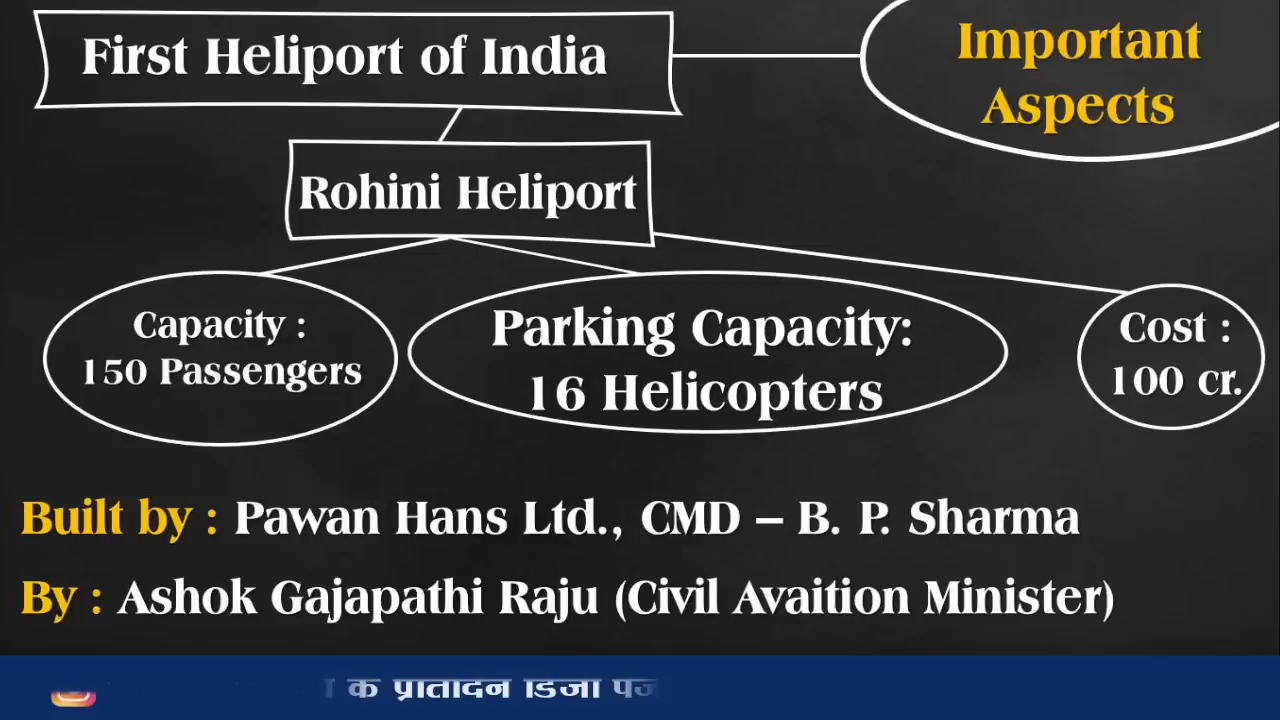 First Heliport of India
Important
Aspects
Rohini Heliport
Capacity :
150 Passengers
Parking Capacity:
16 Helicopters
Cost :
100 cr.
Built by : Pawan Hans Ltd., CMD – B. P. Sharma
By : Ashok Gajapathi Raju (Civil Avaition Minister)